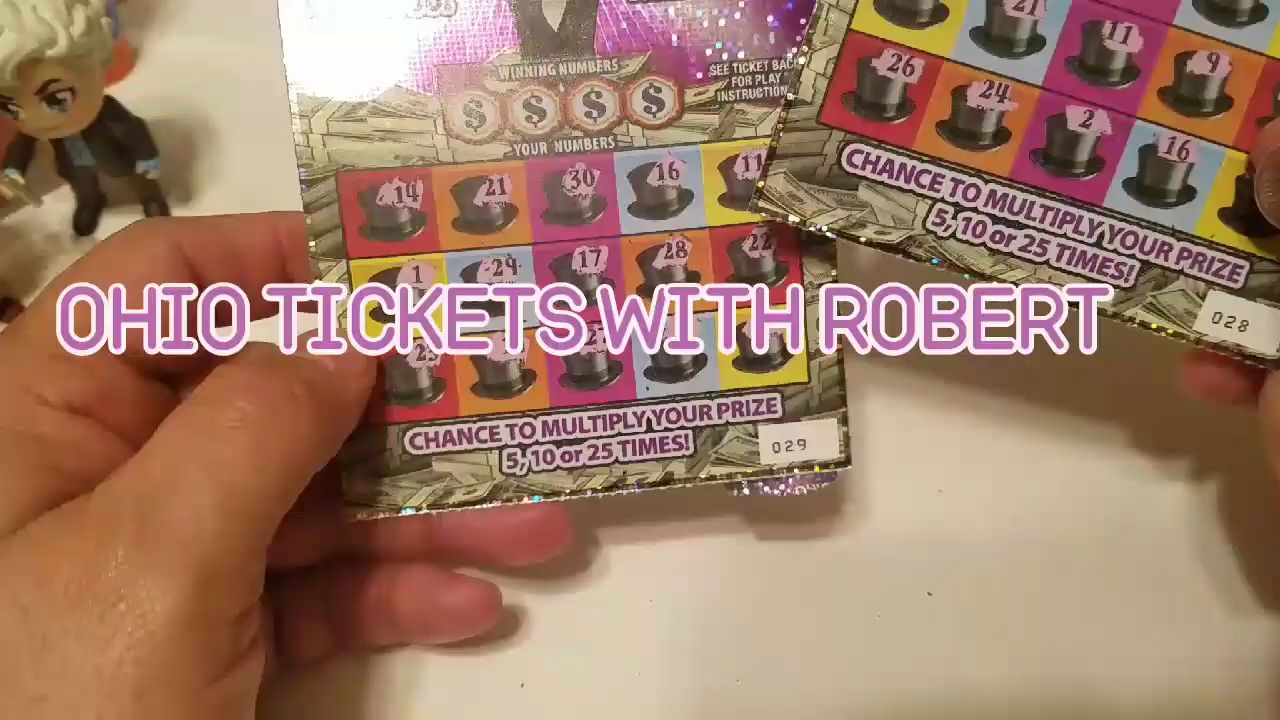 WINNING NUMBERS
SEE TICKET BACK
FOR PLAY
INSTRUCTION
$ $ $ $
YOUR NUMBERS
14 21 30 16 11
1 29 17 28 22
23
CHANCE TO MULTIPLY YOUR PRIZE
5, 10 or 25 TIMES!
029
21 11 9
26 24 2 16
CHANCE TO MULTIPLY YOUR PRIZE
5, 10 or 25 TIMES!
028
OHIO TICKETS WITH ROBERT